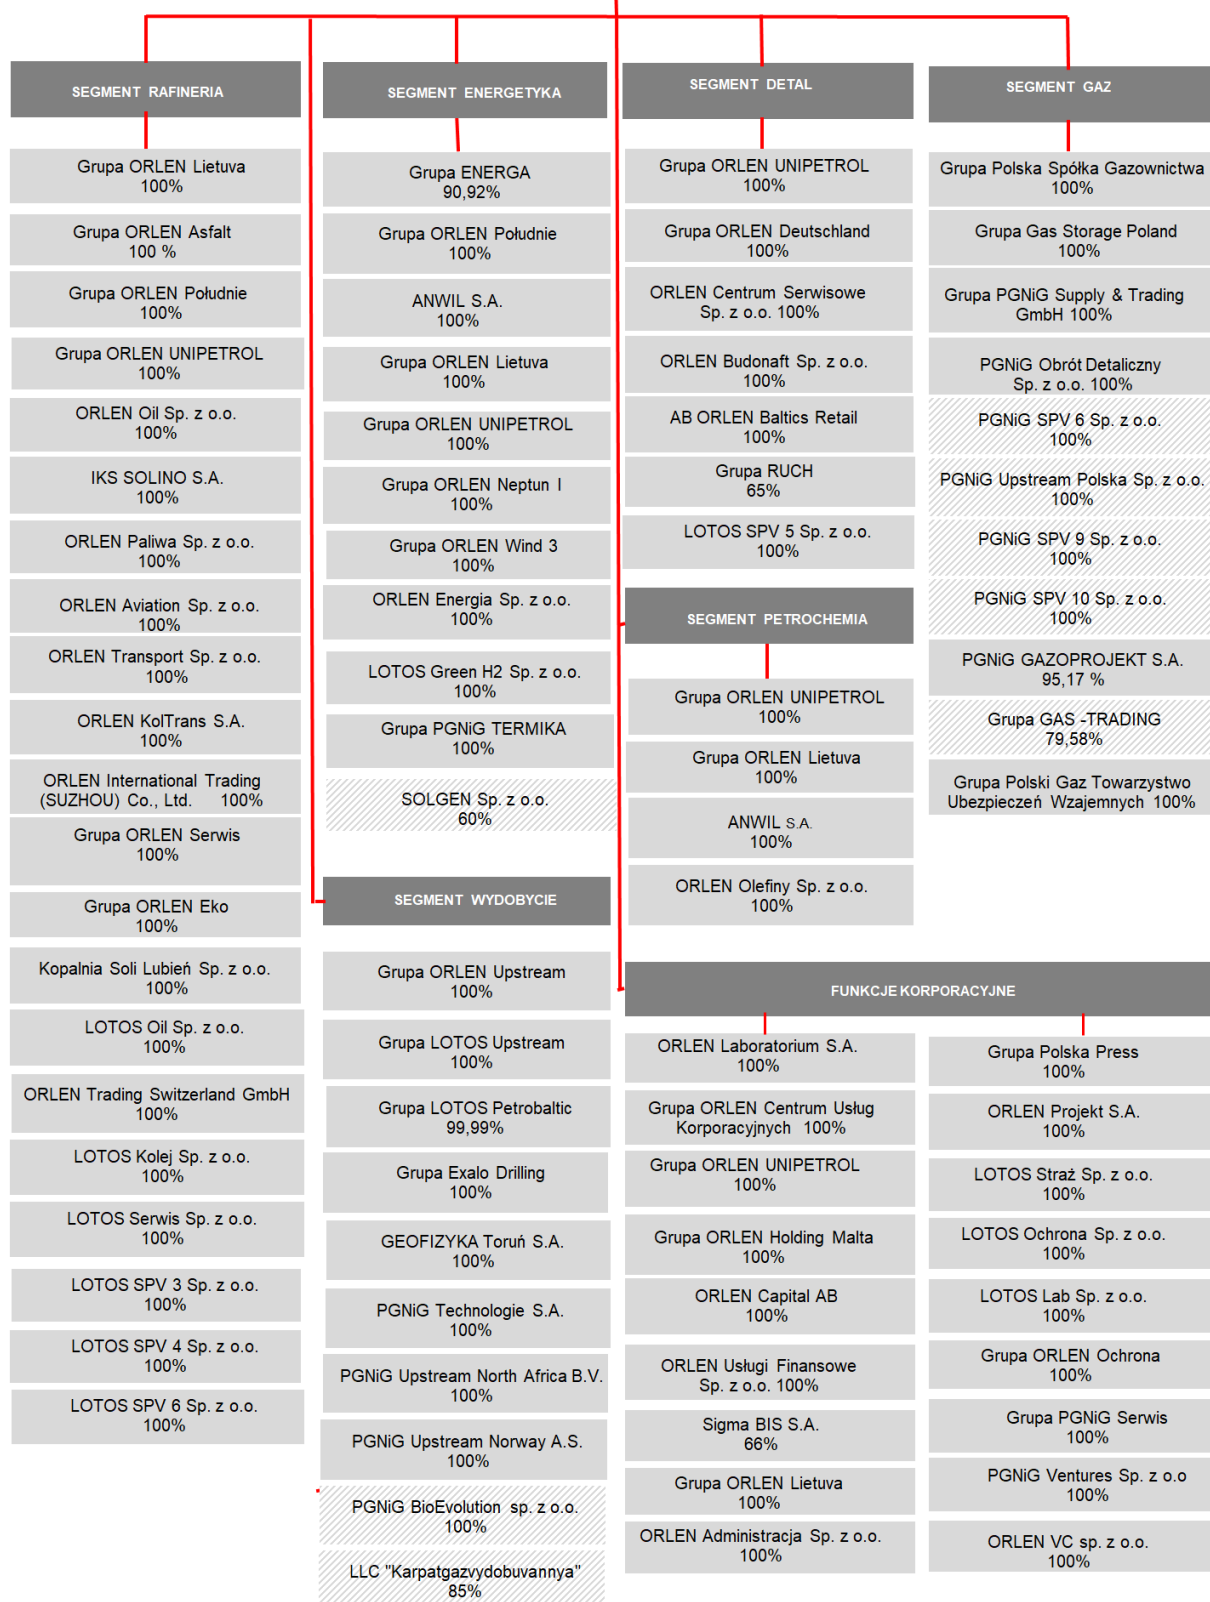 SEGMENT RAFINERIA
Grupa ORLEN Lietuva
100%
Grupa ORLEN Asfalt
100 %
Grupa ORLEN Południe
100%
Grupa ORLEN UNIPETROL
100%
ORLEN Oil Sp. z o.o.
100%
IKS SOLINO S.A.
100%
ORLEN Paliwa Sp. z o.o.
100%
ORLEN Aviation Sp. z o.o.
100%
ORLEN Transport Sp. z o.o.
100%
ORLEN KolTrans S.A.
100%
ORLEN International Trading
(SUZHOU) Co., Ltd. 100%
Grupa ORLEN Serwis
100%
Grupa ORLEN Eko
100%
Kopalnia Soli Lubień Sp. z o.o.
100%
LOTOS Oil Sp. z o.o.
100%
ORLEN Trading Switzerland GmbH
100%
LOTOS Kolej Sp. z o.o.
100%
LOTOS Serwis Sp. z o.o.
100%
LOTOS SPV 3 Sp. z o.o.
100%
LOTOS SPV 4 Sp. z o.o.
100%
LOTOS SPV 6 Sp. z o.o.
100%
SEGMENT ENERGETYKA
Grupa ENERGA
90,92%
Grupa ORLEN Południe
100%
ANWIL S.A.
100%
Grupa ORLEN Lietuva
100%
Grupa ORLEN UNIPETROL
100%
Grupa ORLEN Neptun I
100%
Grupa ORLEN Wind 3
100%
ORLEN Energia Sp. z o.o.
100%
LOTOS Green H2 Sp. z o.o.
100%
Grupa PGNiG TERMIKA
100%
SOLGEN Sp. z o.o.
60%
SEGMENT WYDOBYCIE
Grupa ORLEN Upstream
100%
Grupa LOTOS Upstream
100%
Grupa LOTOS Petrobaltic
99,99%
Grupa Exalo Drilling
100%
GEOFIZYKA Toruń S.A.
100%
PGNiG Technologie S.A.
100%
PGNiG Upstream North Africa B.V.
100%
PGNiG Upstream Norway A.S.
100%
PGNiG BioEvolution sp. z o.o.
100%
LLC "Karpatgazvydobuvannya"
85%
SEGMENT DETAL
Grupa ORLEN UNIPETROL
100%
Grupa ORLEN Deutschland
100%
ORLEN Centrum Serwisowe
Sp. z o.o. 100%
ORLEN Budonaft Sp. z o.o.
100%
AB ORLEN Baltics Retail
100%
Grupa RUCH
65%
LOTOS SPV 5 Sp. z o.o.
100%
SEGMENT PETROCHEMIA
Grupa ORLEN UNIPETROL
100%
Grupa ORLEN Lietuva
100%
ANWIL S.A.
100%
ORLEN Olefiny Sp. z o.o.
100%
SEGMENT GAZ
Grupa Polska Spółka Gazownictwa
100%
Grupa Gas Storage Poland
100%
Grupa PGNiG Supply & Trading
GmbH 100%
PGNiG Obrót Detaliczny
Sp. z o.o. 100%
PGNiG SPV 6 Sp. z o.o.
100%
PGNiG Upstream Polska Sp. z o.o.
100%
PGNiG SPV 9 Sp. z o.o.
100%
PGNiG SPV 10 Sp. z o.o.
100%
PGNiG GAZOPROJEKT S.A.
95,17 %
Grupa GAS -TRADING
79,58%
Grupa Polski Gaz Towarzystwo
Ubezpieczeń Wzajemnych 100%
FUNKCJE KORPORACYJNE
ORLEN Laboratorium S.A.
100%
Grupa ORLEN Centrum Usług
Korporacyjnych 100%
Grupa ORLEN UNIPETROL
100%
Grupa ORLEN Holding Malta
100%
ORLEN Capital AB
100%
ORLEN Usługi Finansowe
Sp. z o.o. 100%
Sigma BIS S.A.
66%
Grupa ORLEN Lietuva
100%
ORLEN Administracja Sp. z o.o.
100%
Grupa Polska Press
100%
ORLEN Projekt S.A.
100%
LOTOS Straż Sp. z o.o.
100%
LOTOS Ochrona Sp. z o.o.
100%
LOTOS Lab Sp. z o.o.
100%
Grupa ORLEN Ochrona
100%
Grupa PGNiG Serwis
100%
PGNiG Ventures Sp. z o.o
100%
ORLEN VC sp. z o.o.
100%